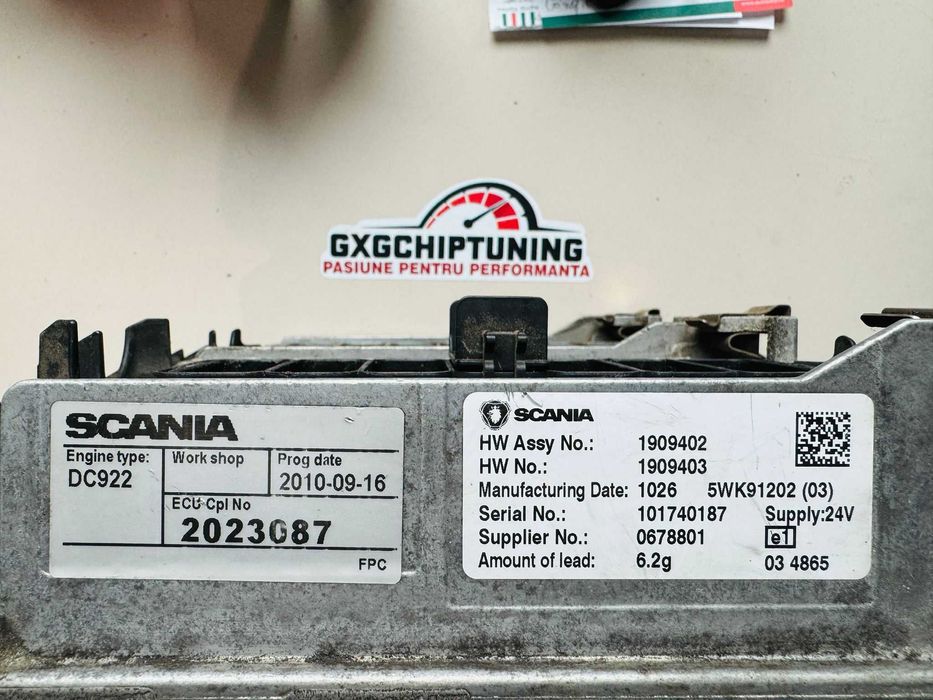 GXGCHIPTUNING
PASIUNE PENTRU PERFORMANTA
SCANIA
Engine type:
DC922
Work shop
Prog date
2010-09-16
ECU Cpl No
2023087
FPC
SCANIA
HW Assy No.: 1909402
HW No.: 1909403
Manufacturing Date: 1026 5WK91202 (03)
Serial No.: 101740187 Supply:24V
Supplier No.: 0678801 e1
Amount of lead: 6.2g 03 4865